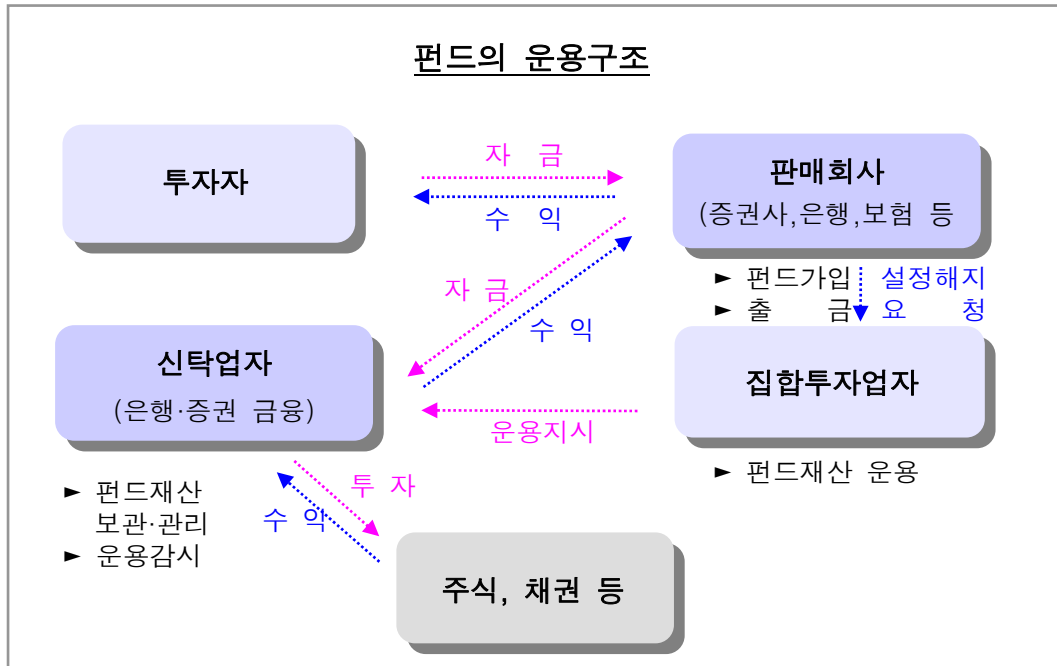 펀드의 운용구조
투자자
자 금
수 익
판매회사
(증권사,은행,보험 등
► 펀드가입
► 출 금
설정해지
요 청
자 금
수 익
신탁업자
(은행·증권 금융)
집합투자업자
운용지시
► 펀드재산 운용
► 펀드재산
보관·관리
► 운용감시
투 자
수 익
주식, 채권 등